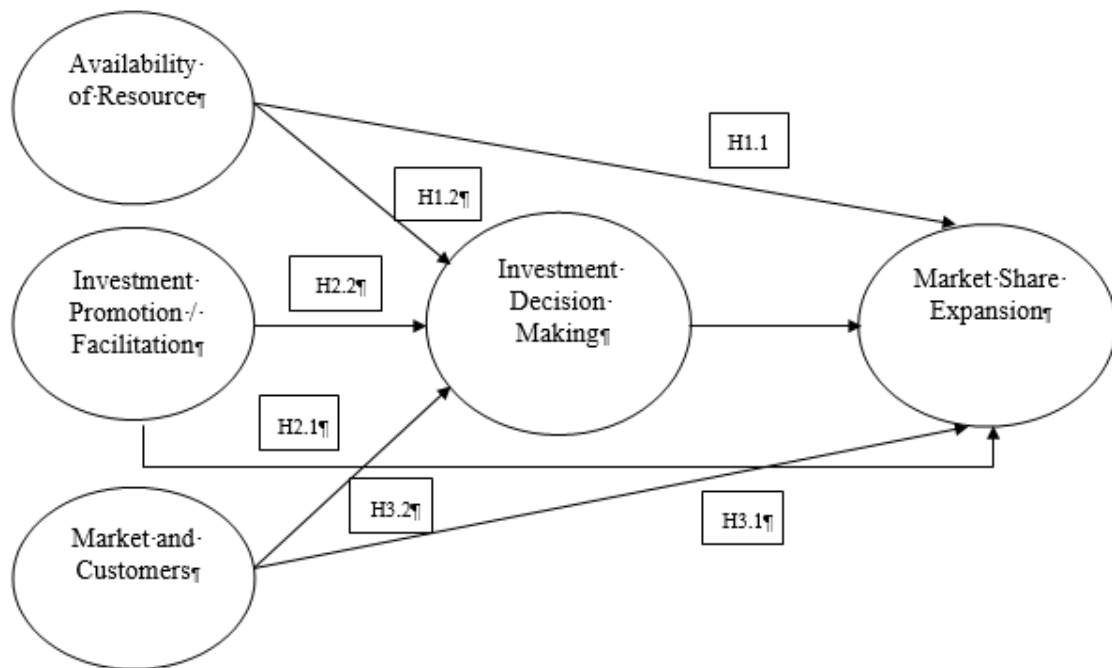 Availability·
of·Resource¶
H1.1
H1.2¶
Investment·
Promotion·/·
Facilitation¶
H2.2¶
Investment·
Decision·
Making¶
Market·Share·
Expansion¶
H2.1¶
H3.2¶
H3.1¶
Market·and·
Customers¶